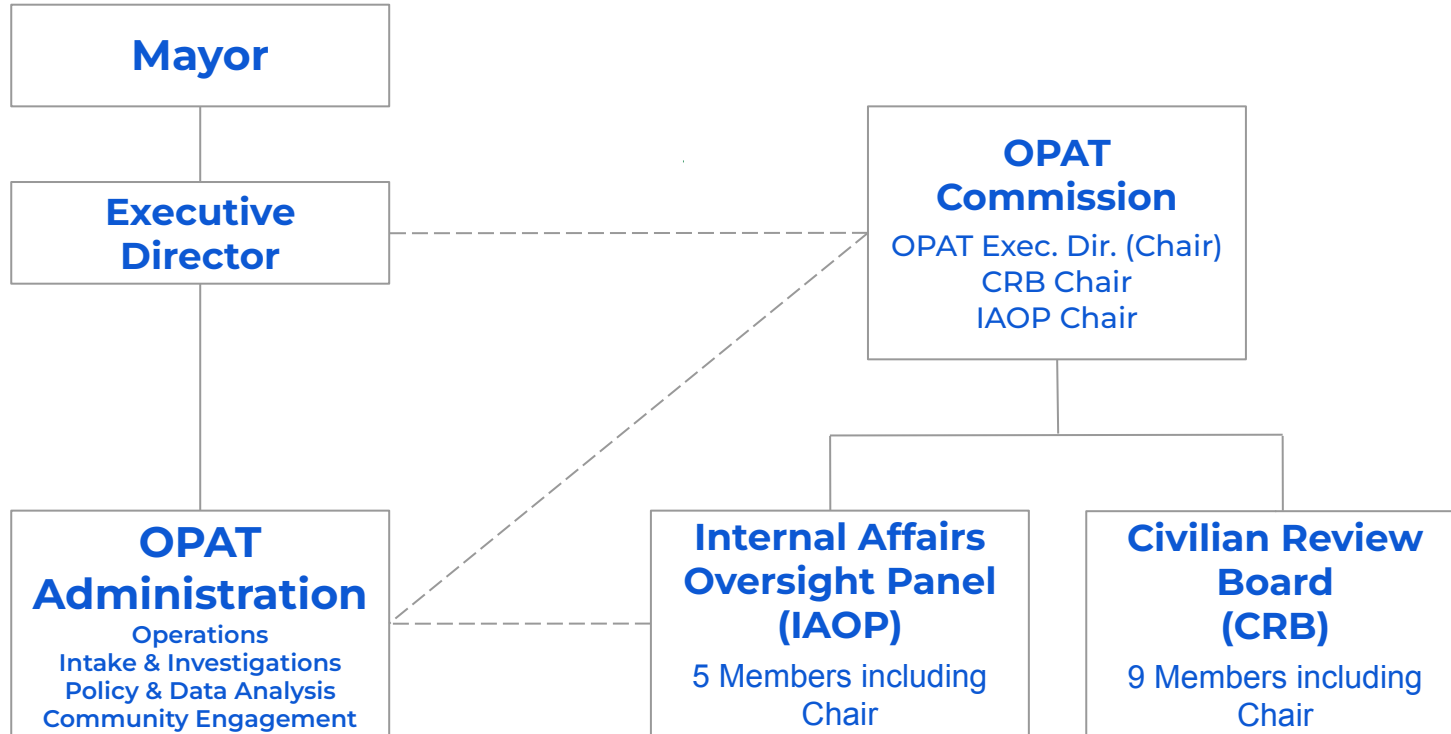 Mayor
Executive
Director
OPAT
Commission
OPAT Exec. Dir. (Chair)
CRB Chair
IAOP Chair
OPAT
Administration
Operations
Intake & Investigations
Policy & Data Analysis
Community Engagement
Internal Affairs
Oversight Panel
(IAOP)
5 Members including
Chair
Civilian Review
Board
(CRB)
9 Members including
Chair